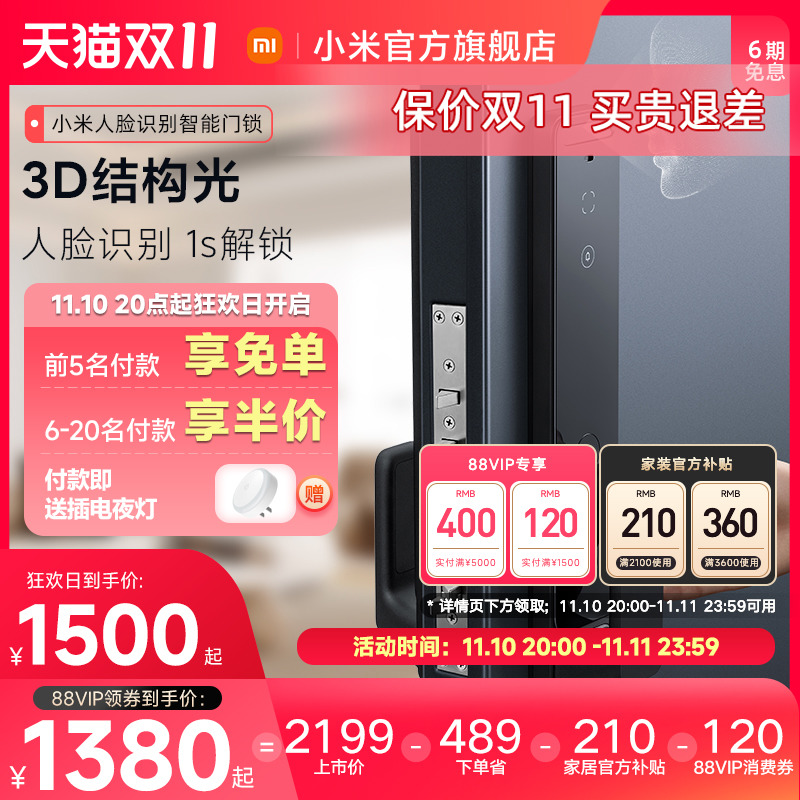 天猫双11
小米官方旗舰店
6期
免息
保价双11 买贵退差
小米人脸识别智能门锁
3D结构光
人脸识别 1s解锁
11.10 20点起狂欢日开启
前5名付款 享免单
6-20名付款 享半价
付款即
送插电夜灯
赠
88VIP专享
RMB
400
实付满¥5000
RMB
120
实付满¥1500
家装官方补贴
RMB
210
满2100使用
RMB
360
满3600使用
* 详情页下方领取；11.10 20:00-11.11 23:59可用
活动时间：11.10 20:00 -11.11 23:59
狂欢日到手价:
¥1500起
88VIP领券到手价:
¥1380起=2199-489-210-120
上市价 下单省 家居官方补贴 88VIP消费券